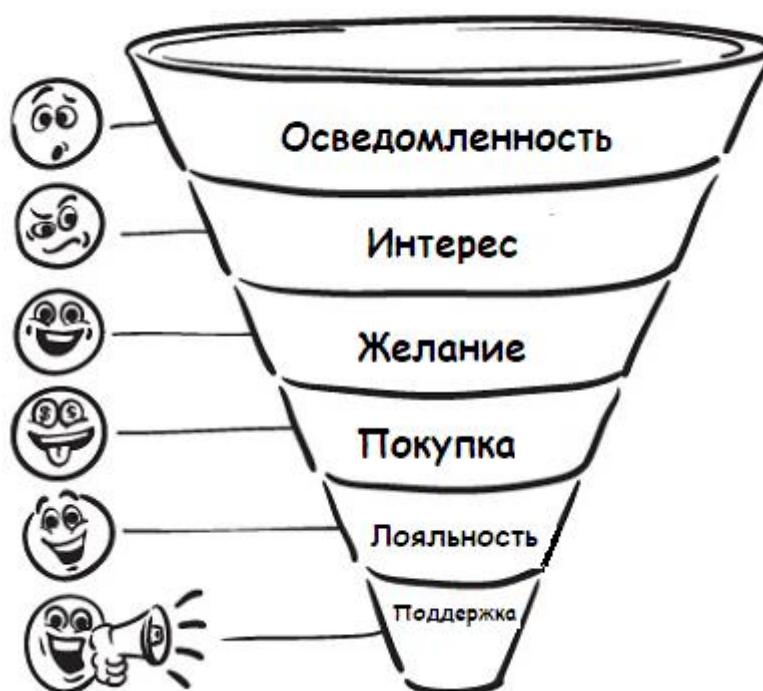 Осведомленность
Интерес
Желание
Покупка
Лояльность
Поддержка